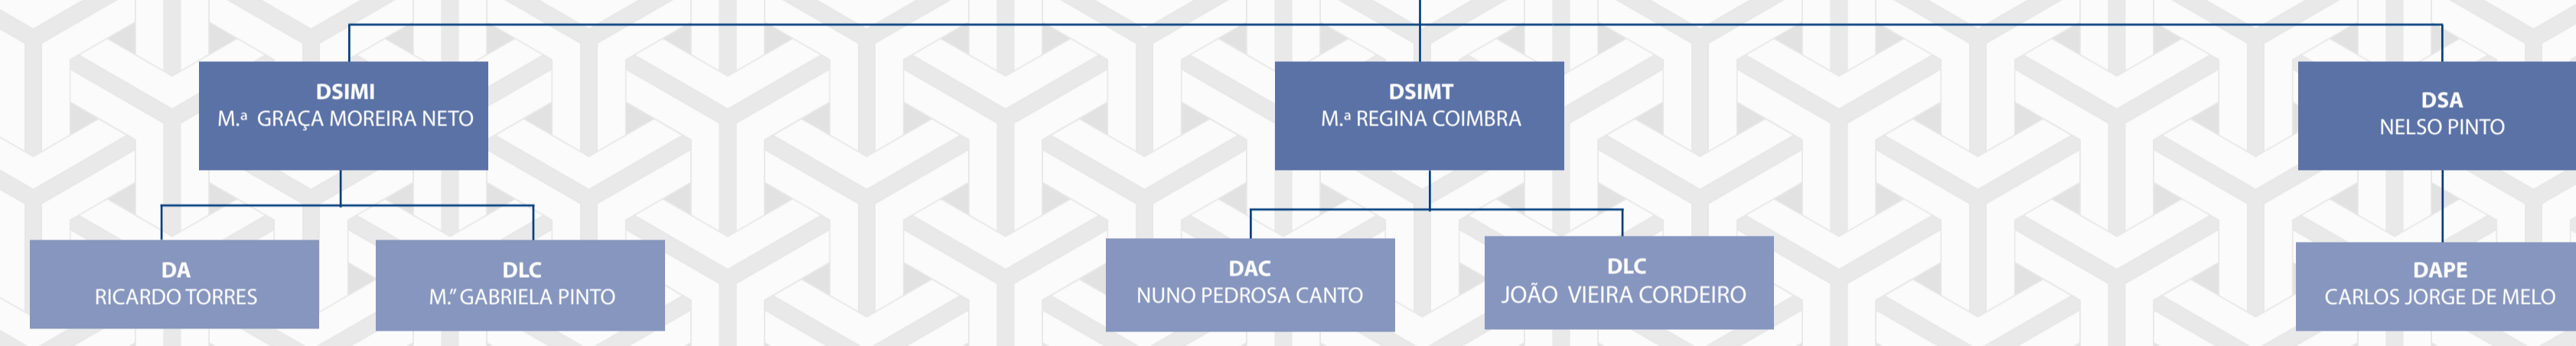 DSIMI
M.ª GRAÇA MOREIRA NETO
DSIMT
M.ª REGINA COIMBRA
DSA
NELSO PINTO
DA
RICARDO TORRES
DLC
M.” GABRIELA PINTO
DAC
NUNO PEDROSA CANTO
DLC
JOÃO VIEIRA CORDEIRO
DAPE
CARLOS JORGE DE MELO